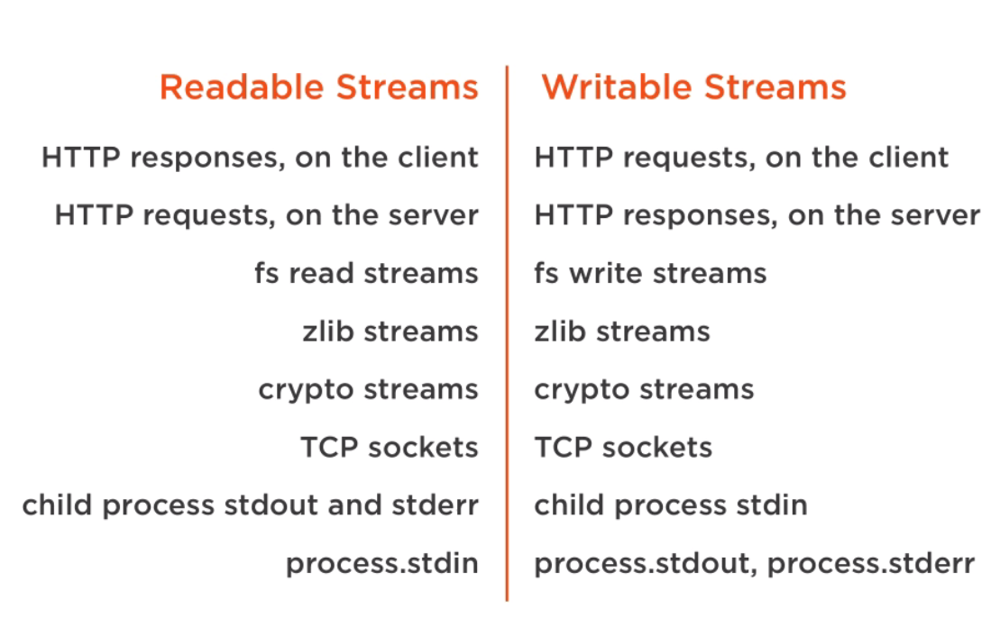 Readable Streams
HTTP responses, on the client
HTTP requests, on the server
fs read streams
zlib streams
crypto streams
TCP sockets
child process stdout and stderr
process.stdin
Writable Streams
HTTP requests, on the client
HTTP responses, on the server
fs write streams
zlib streams
crypto streams
TCP sockets
child process stdin
process.stdout, process.stderr